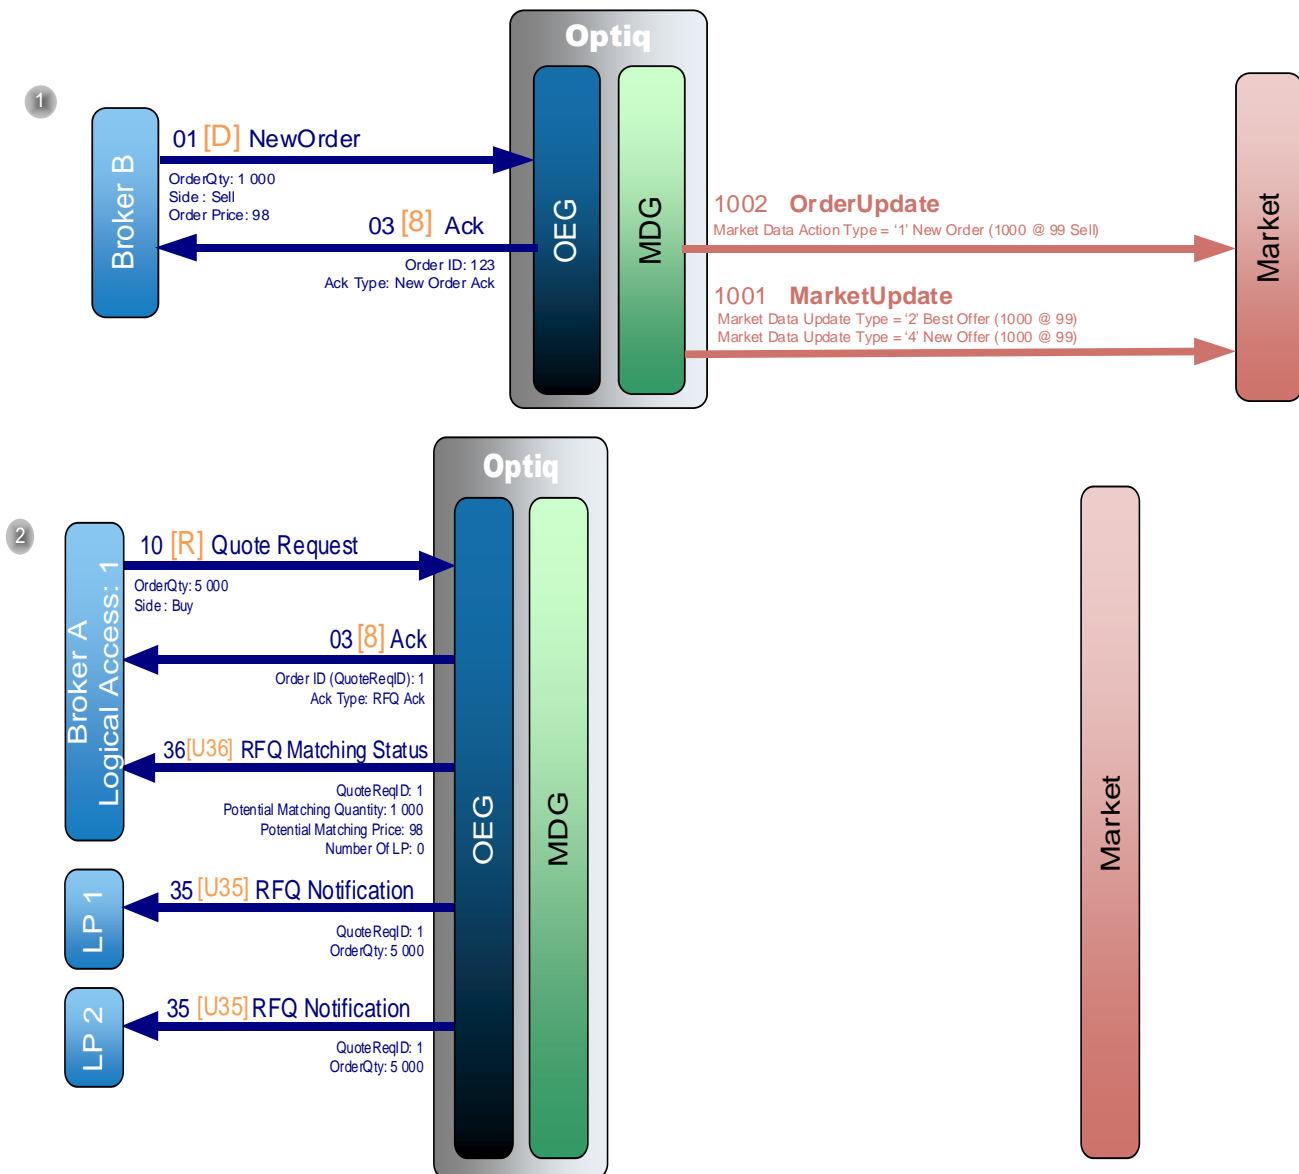 Optiq
1
Broker B
01 [D] NewOrder
OrderQty: 1 000
Side : Sell
Order Price: 98
03 [8] Ack
Order ID: 123
Ack Type: New Order Ack
OEG
MDG
1002 OrderUpdate
Market Data Action Type = ‘1’ New Order (1000 @ 99 Sell)
1001 MarketUpdate
Market Data Update Type = ‘2’ Best Offer (1000 @ 99)
Market Data Update Type = ‘4’ New Offer (1000 @ 99)
Market
Optiq
2
Broker A
Logical Access: 1
10 [R] Quote Request
OrderQty: 5 000
Side : Buy
03 [8] Ack
Order ID (QuoteReqID): 1
Ack Type: RFQ Ack
36[U36] RFQ Matching Status
QuoteReqID: 1
Potential Matching Quantity: 1 000
Potential Matching Price: 98
Number Of LP: 0
OEG
MDG
Market
LP 1
35 [U35] RFQ Notification
QuoteReqID: 1
OrderQty: 5 000
LP 2
35 [U35] RFQ Notification
QuoteReqID: 1
OrderQty: 5 000